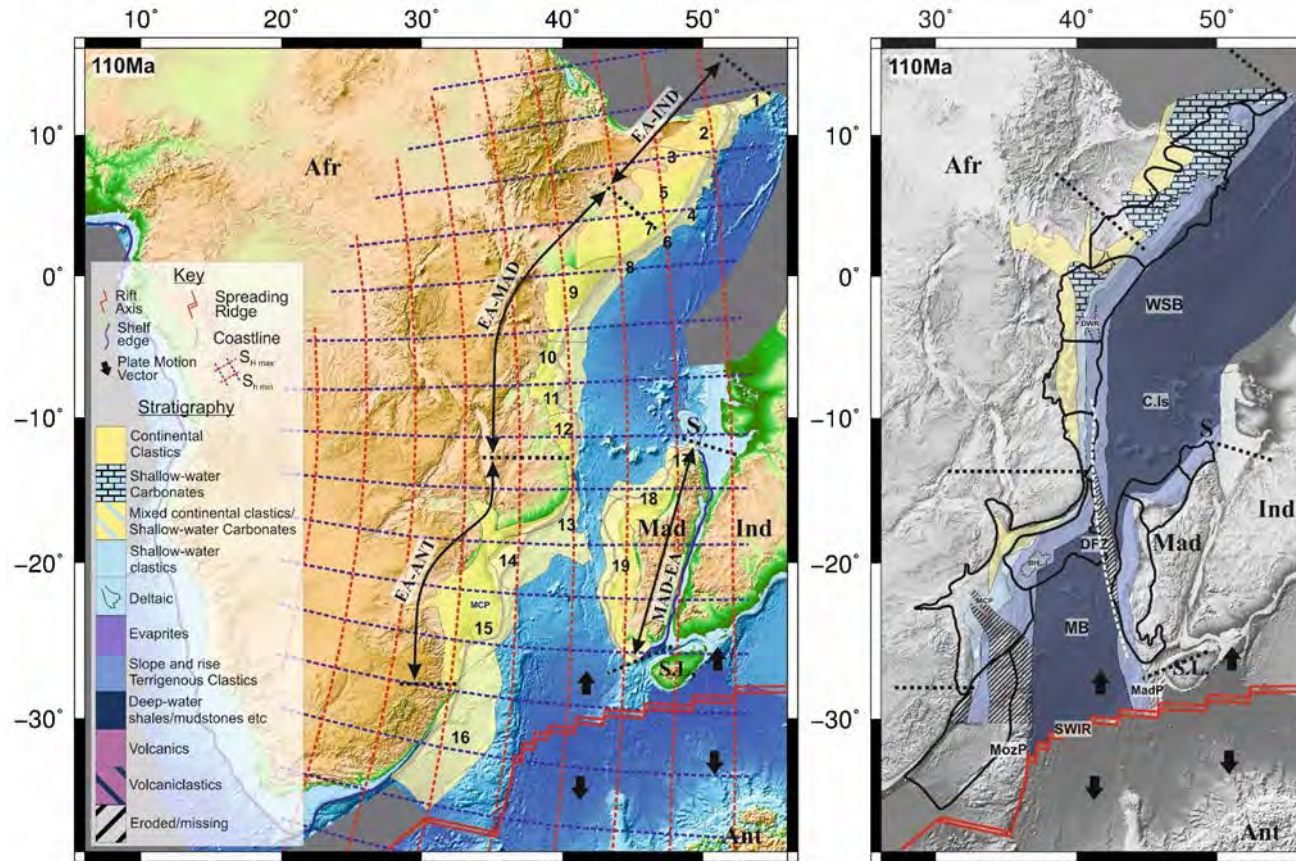 10° 20° 30° 40° 50°
110Ma
10°
0°
−10°
−20°
−30°
Afr
EA-IND
EA-MAD
EA-ANT
MAD-EA
1
2
3
5
4
7
6
8
9
10
11
12
13
14
MCP
15
16
17
18
19
S
Mad
Ind
S.L.
Ant
Key
Rift Axis
Spreading Ridge
Shelf edge
Coastline
Plate Motion Vector
SH max
Sh min
Stratigraphy
Continental Clastics
Shallow-water Carbonates
Mixed continental clastics/ Shallow-water Carbonates
Shallow-water clastics
Deltaic
Evaprites
Slope and rise Terrigenous Clastics
Deep-water shales/mudstones etc
Volcanics
Volcaniclastics
Eroded/missing
30° 40° 50°
110Ma
10°
0°
−10°
−20°
−30°
Afr
WSB
DWR
C.Is
S
Ind
Mad
DFZ
BH
MCP
MB
S.L.
MadP
SWIR
MozP
Ant